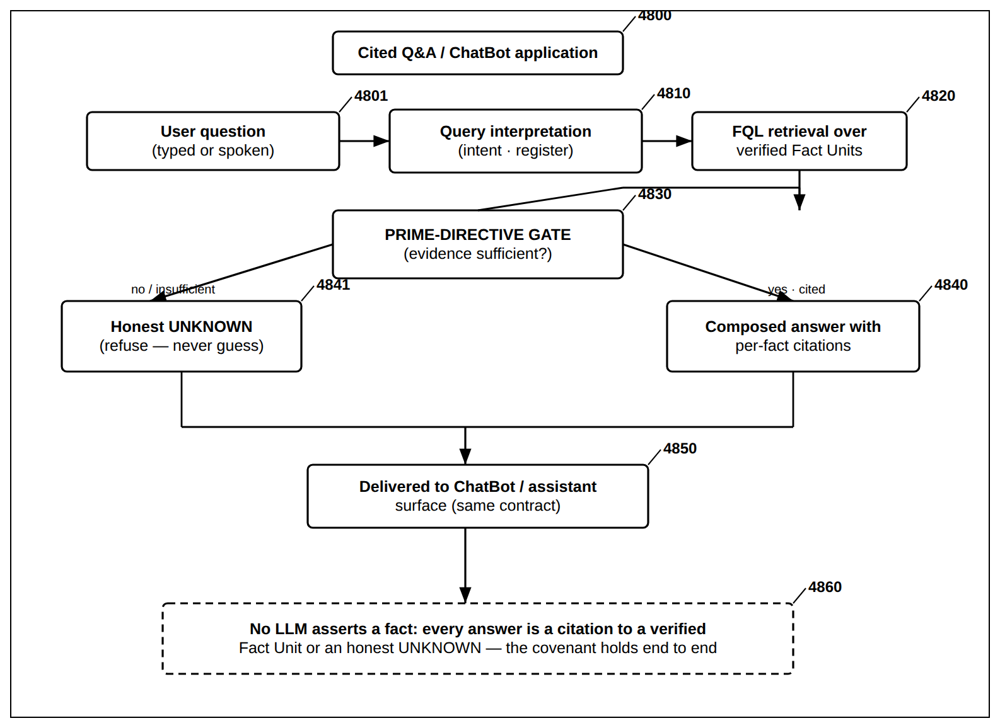 4800
Cited Q&A / ChatBot application
4801
4810
4820
User question
(typed or spoken)
Query interpretation
(intent · register)
FQL retrieval over
verified Fact Units
4830
PRIME-DIRECTIVE GATE
(evidence sufficient?)
no / insufficient
4841
yes · cited
4840
Honest UNKNOWN
(refuse — never guess)
Composed answer with
per-fact citations
4850
Delivered to ChatBot / assistant
surface (same contract)
4860
No LLM asserts a fact: every answer is a citation to a verified
Fact Unit or an honest UNKNOWN — the covenant holds end to end